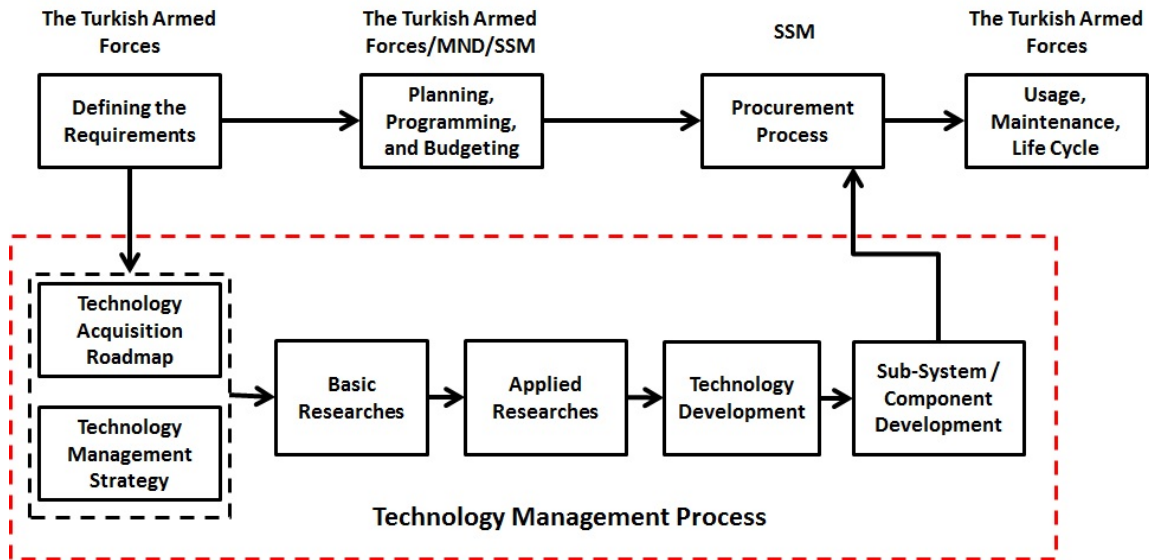 The Turkish Armed
Forces
The Turkish Armed
Forces/MND/SSM
SSM
The Turkish Armed
Forces
Defining the
Requirements
Planning,
Programming,
and Budgeting
Procurement
Process
Usage,
Maintenance,
Life Cycle
Technology
Acquisition
Roadmap
Technology
Management
Strategy
Basic
Researches
Applied
Researches
Technology
Development
Sub-System /
Component
Development
Technology Management Process